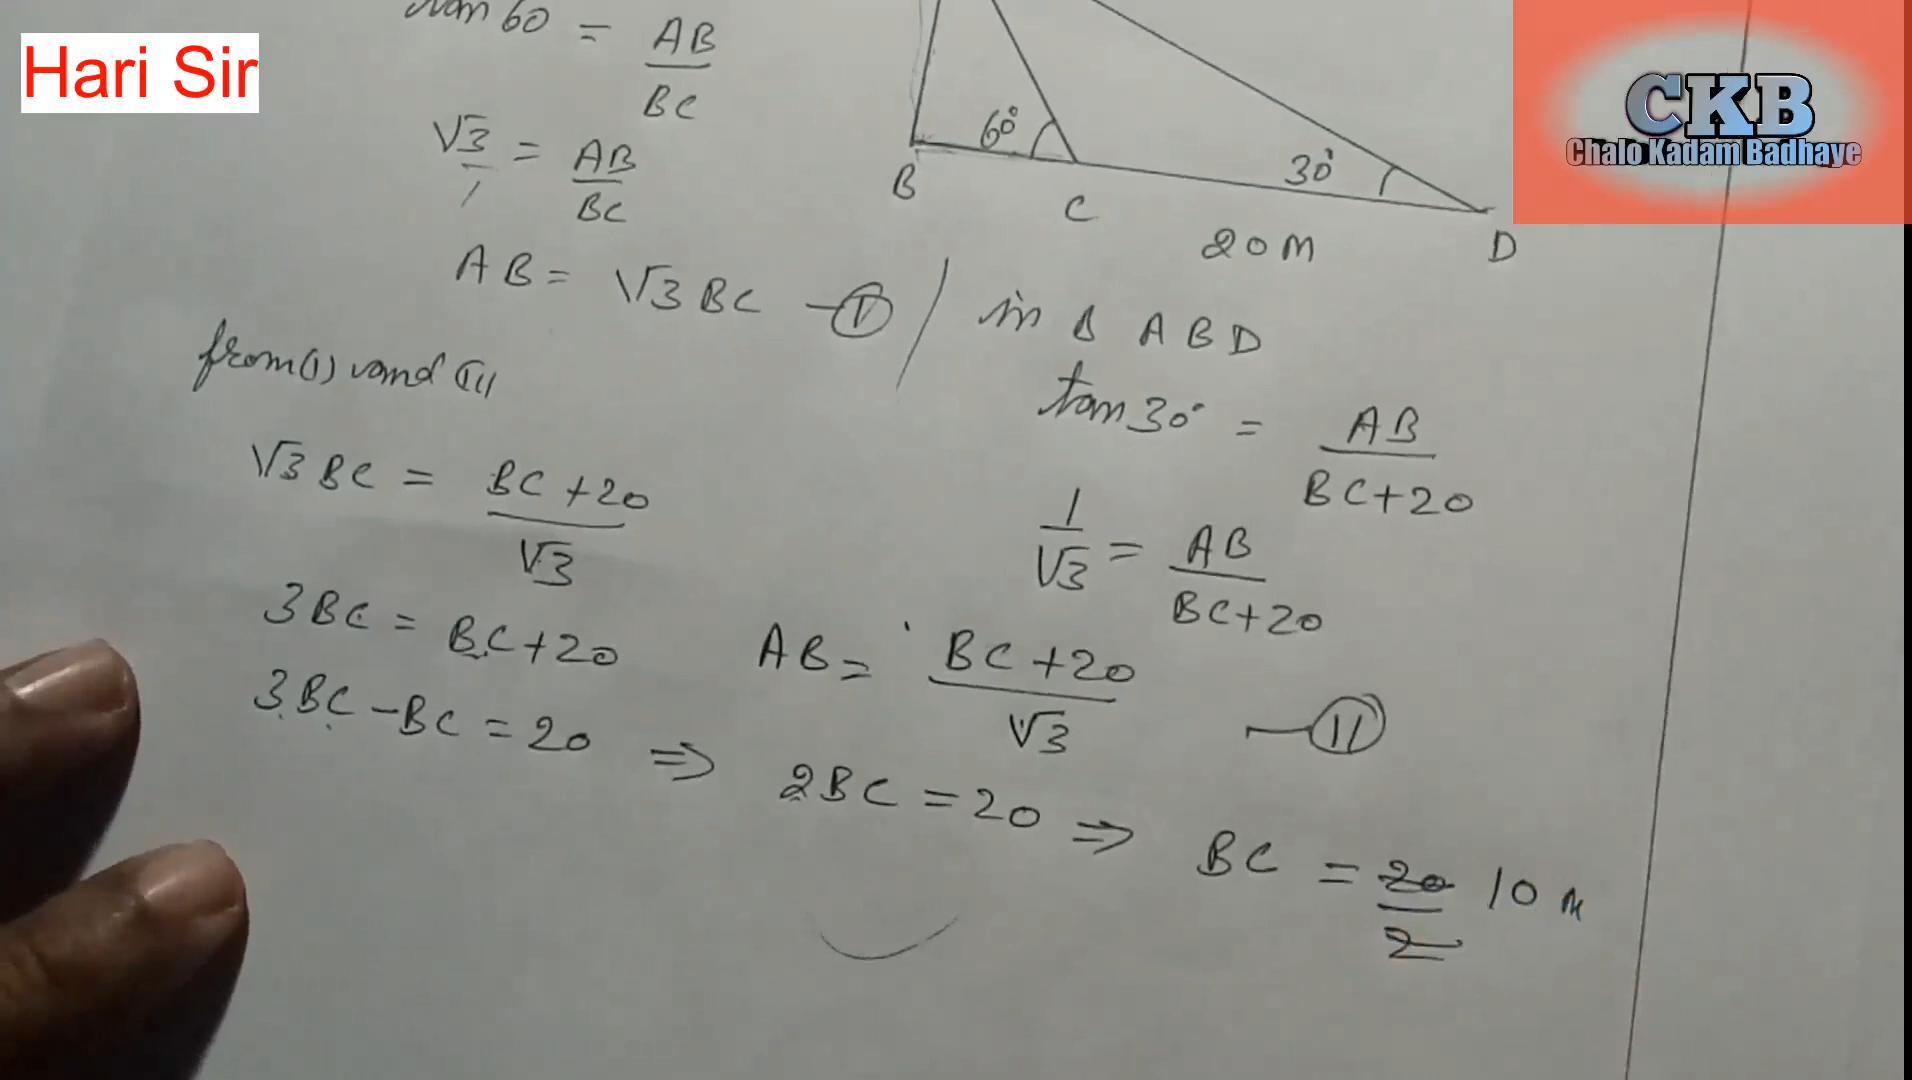 Hari Sir
CKB
Chalo Kadam Badhaye
tan 60 = AB/BC
60°
30°
B
C
D
20 M
√3/1 = AB/BC
AB = √3 BC — (I)
in Δ ABD
tan 30° = AB/BC+20
1/√3 = AB/BC+20
AB = BC+20/√3 — (II)
from (I) and (II)
√3 BC = BC+20/√3
3BC = BC+20
3BC - BC = 20 ⇒ 2BC = 20 ⇒ BC = 20/2 10 m